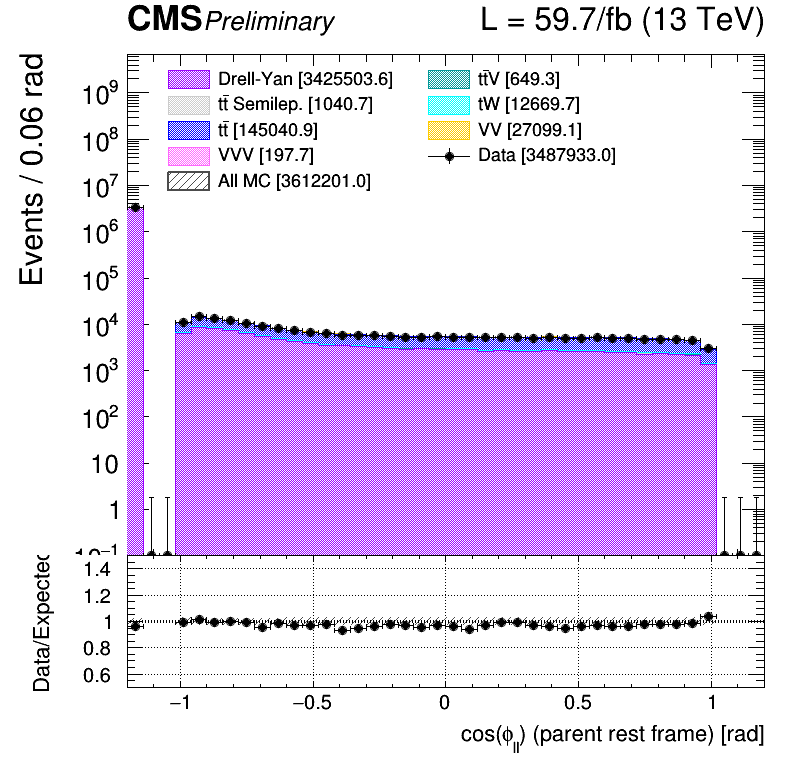 CMS Preliminary L = 59.7/fb (13 TeV)
Events / 0.06 rad
Drell-Yan [3425503.6] tt̄V [649.3]
tt̄ Semilep. [1040.7] tW [12669.7]
tt̄ [145040.9] VV [27099.1]
VVV [197.7] Data [3487933.0]
All MC [3612201.0]
10⁹
10⁸
10⁷
10⁶
10⁵
10⁴
10³
10²
10
1
10⁻¹
Data/Expected
1.4
1.2
1
0.8
0.6
−1 −0.5 0 0.5 1
cos(ϕ_ll) (parent rest frame) [rad]